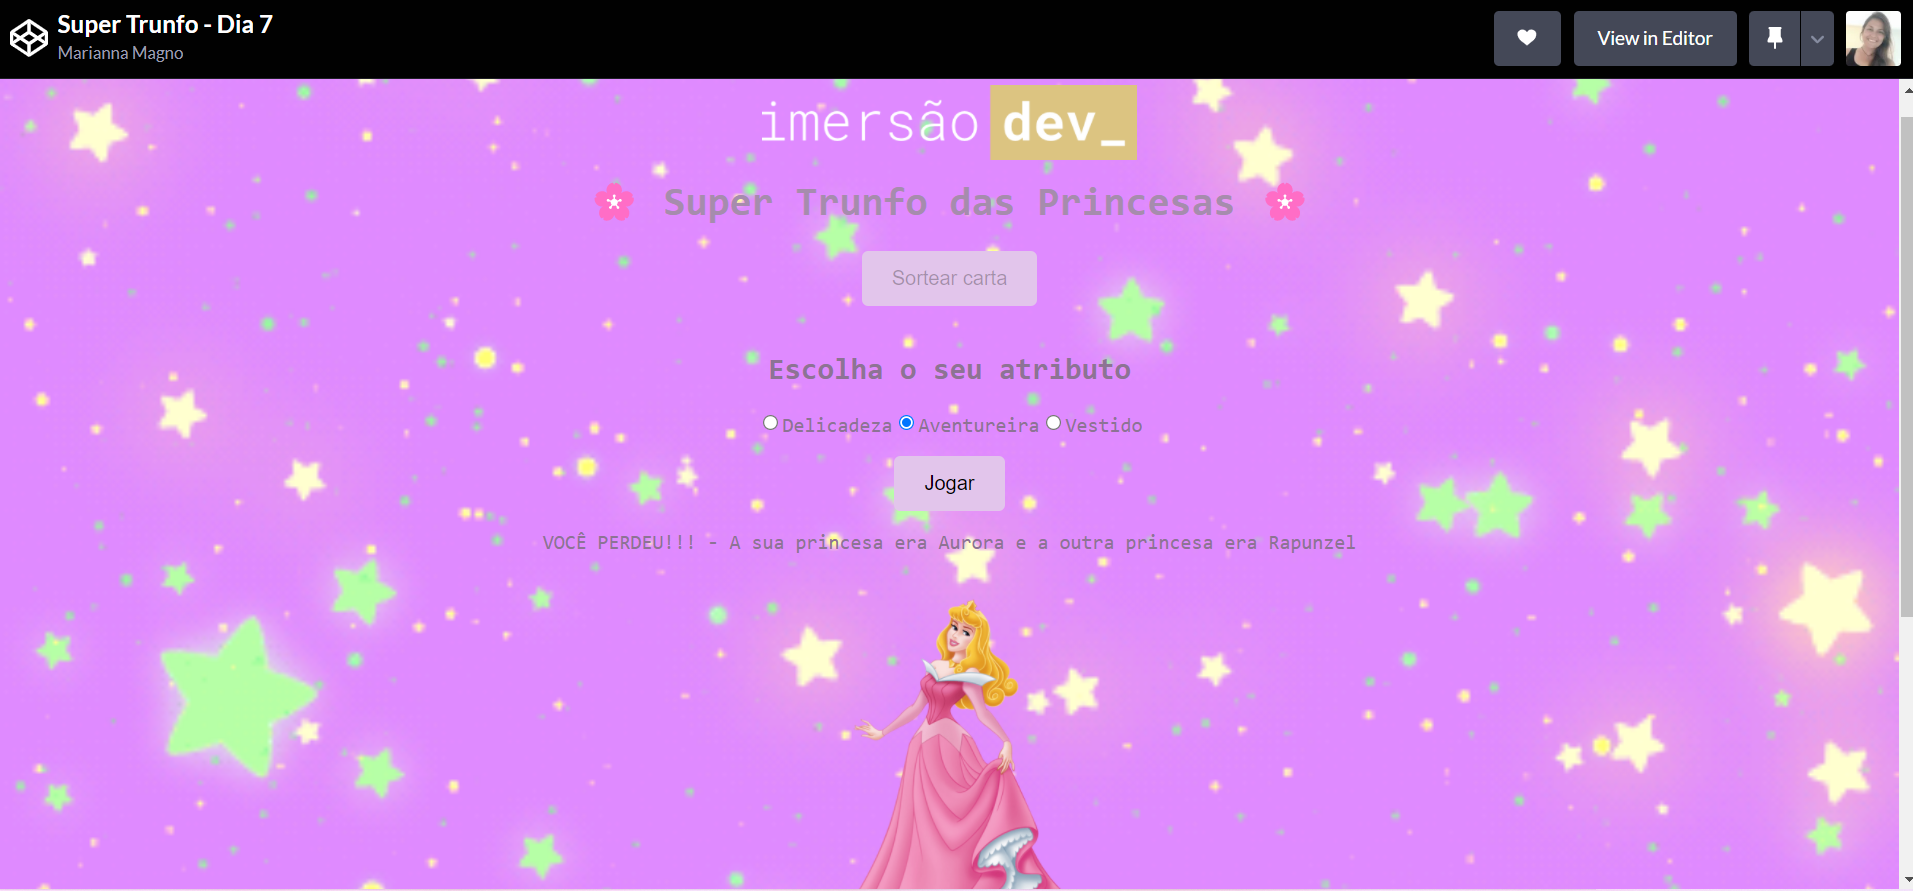 Super Trunfo - Dia 7
Marianna Magno
View in Editor
imersão dev_
Super Trunfo das Princesas
Sortear carta
Escolha o seu atributo
Delicadeza Aventureira Vestido
Jogar
VOCÊ PERDEU!!! - A sua princesa era Aurora e a outra princesa era Rapunzel